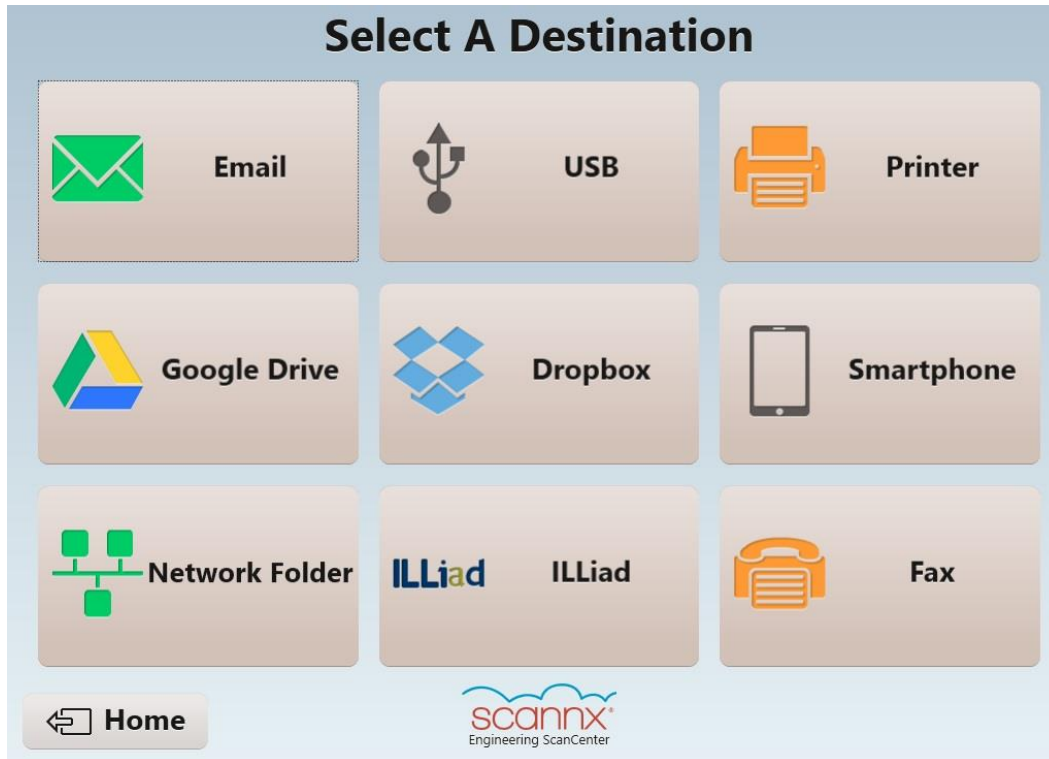 Select A Destination
Email
USB
Printer
Google Drive
Dropbox
Smartphone
Network Folder
ILLiad
ILLiad
Fax
Home
scannx
Engineering ScanCenter